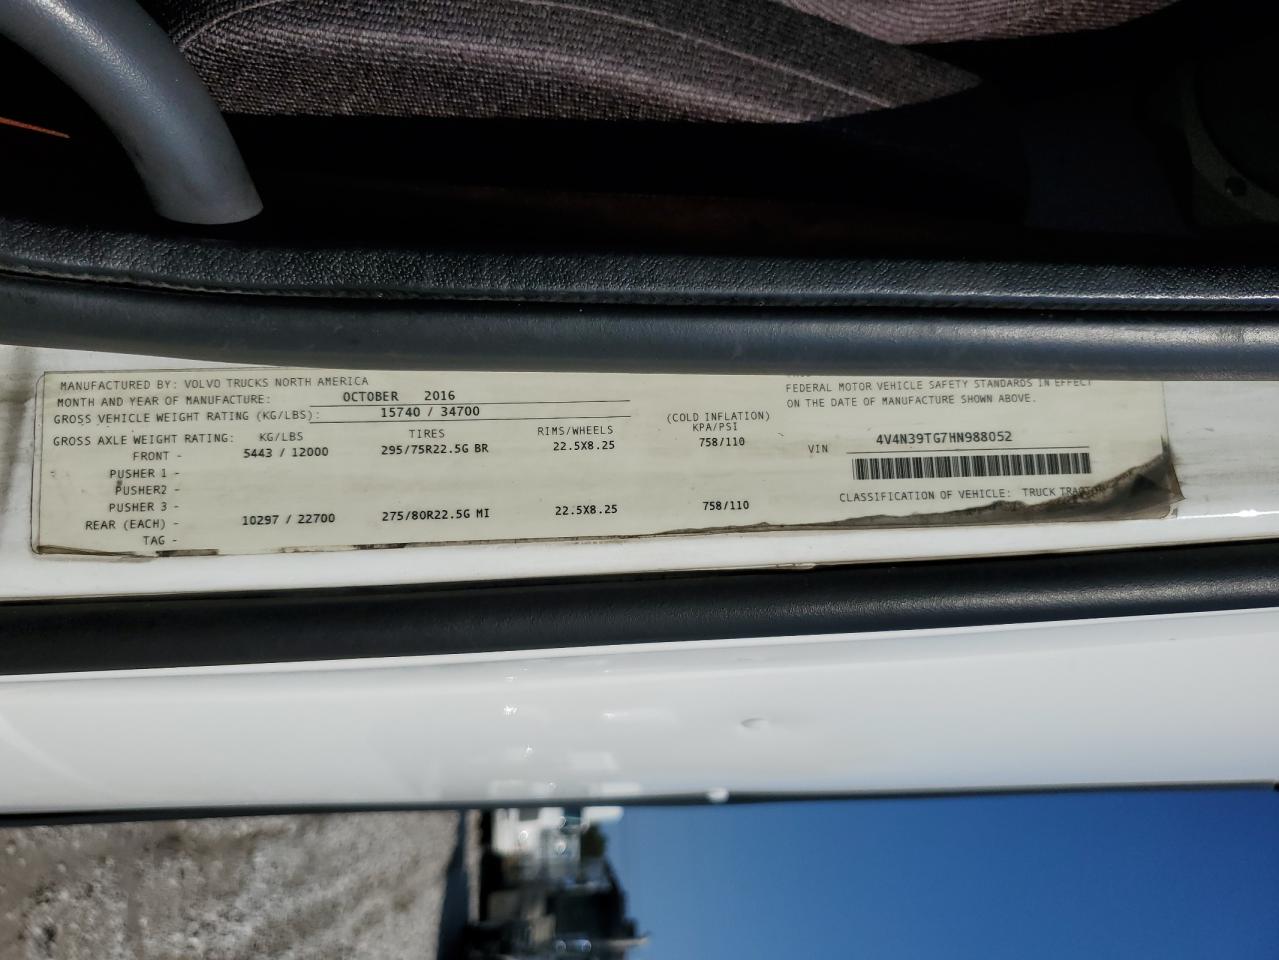 MANUFACTURED BY: VOLVO TRUCKS NORTH AMERICA
MONTH AND YEAR OF MANUFACTURE: OCTOBER 2016
GROSS VEHICLE WEIGHT RATING (KG/LBS): 15740 / 34700
GROSS AXLE WEIGHT RATING: KG/LBS TIRES RIMS/WHEELS (COLD INFLATION) KPA/PSI
FRONT - 5443 / 12000 295/75R22.5G BR 22.5X8.25 758/110
PUSHER 1 -
PUSHER2 -
PUSHER 3 -
REAR (EACH) - 10297 / 22700 275/80R22.5G MI 22.5X8.25 758/110
TAG -
FEDERAL MOTOR VEHICLE SAFETY STANDARDS IN EFFECT
ON THE DATE OF MANUFACTURE SHOWN ABOVE.
VIN 4V4N39TG7HN988052
CLASSIFICATION OF VEHICLE: TRUCK TRACTOR